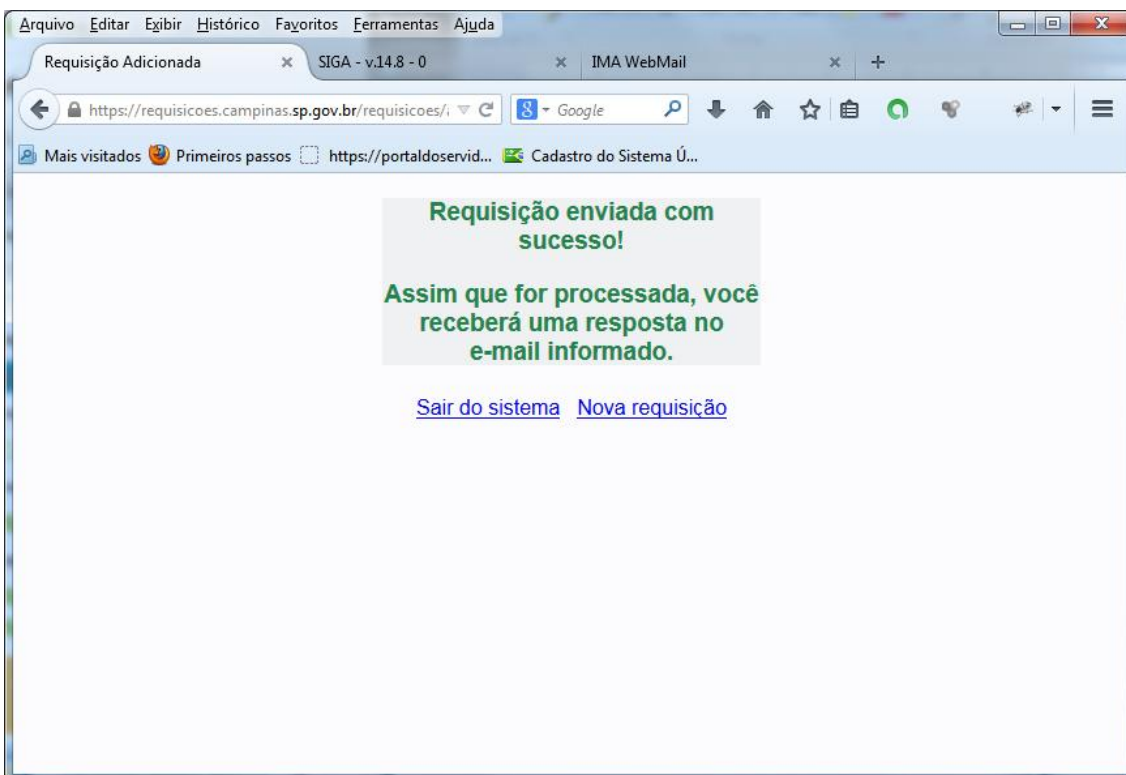 Arquivo Editar Exibir Histórico Favoritos Ferramentas Ajuda
Requisição Adicionada SIGA - v.14.8 - 0 IMA WebMail
https://requisicoes.campinas.sp.gov.br/requisicoes/ Google
Mais visitados Primeiros passos https://portaldoservid... Cadastro do Sistema Ú...
Requisição enviada com
sucesso!
Assim que for processada, você
receberá uma resposta no
e-mail informado.
Sair do sistema Nova requisição